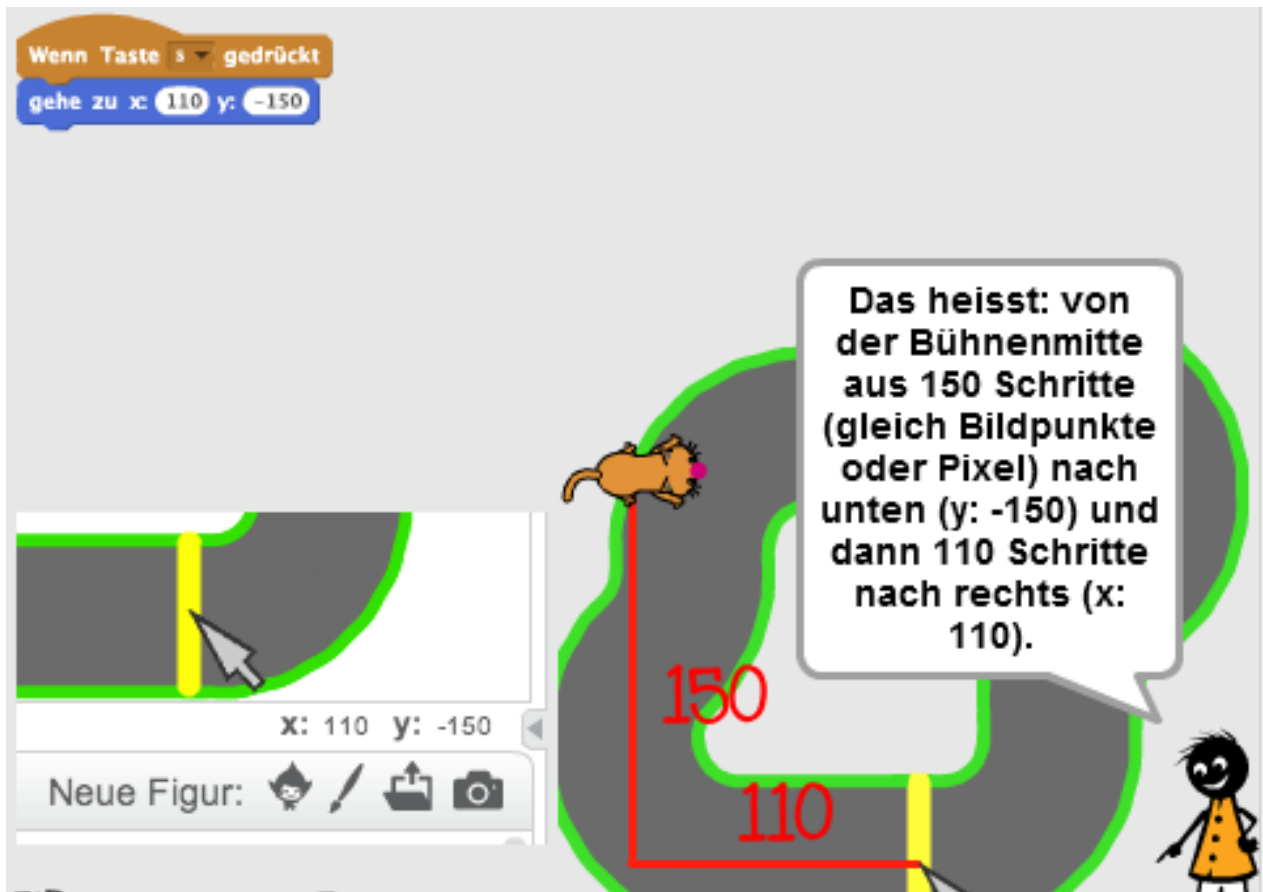 Wenn Taste s gedrückt
gehe zu x: 110 y: -150
Das heisst: von
der Bühnenmitte
aus 150 Schritte
(gleich Bildpunkte
oder Pixel) nach
unten (y: -150) und
dann 110 Schritte
nach rechts (x:
110).
150
110
x: 110 y: -150
Neue Figur: